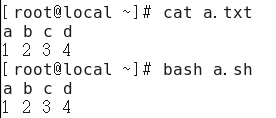 [root@local ~]# cat a.txt
a b c d
1 2 3 4
[root@local ~]# bash a.sh
a b c d
1 2 3 4